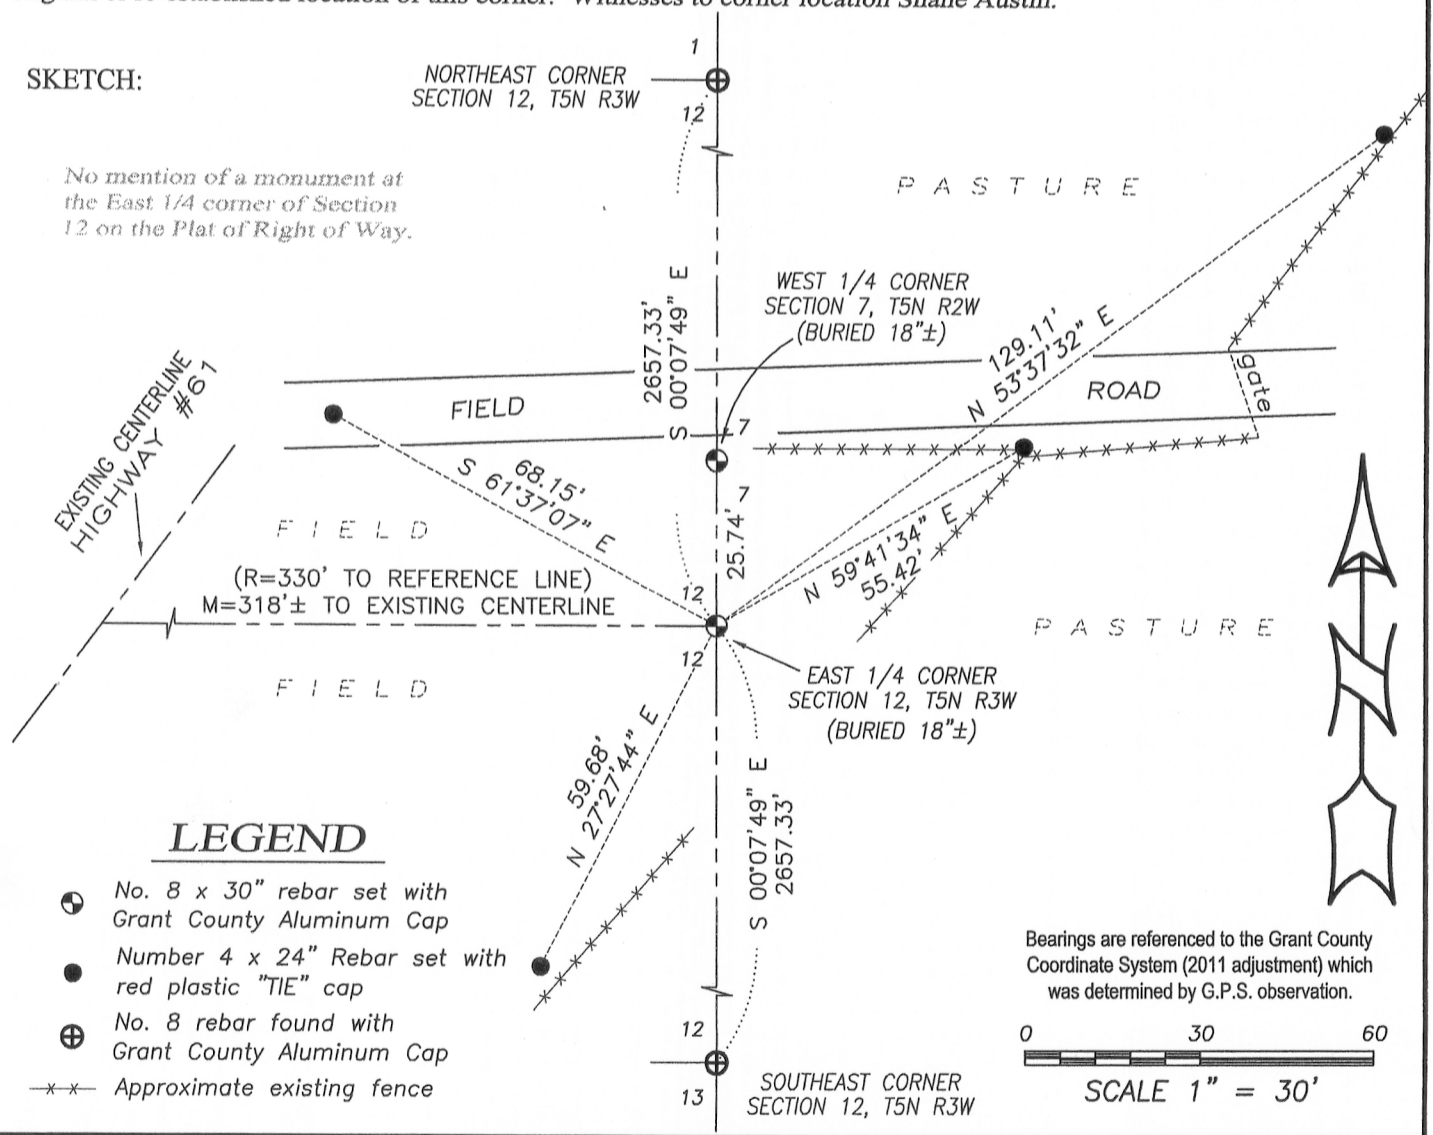 SKETCH:
1
NORTHEAST CORNER
SECTION 12, T5N R3W
12
No mention of a monument at
the East 1/4 corner of Section
12 on the Plat of Right of Way.
P A S T U R E
2657.33'
S 00°07'49" E
WEST 1/4 CORNER
SECTION 7, T5N R2W
(BURIED 18"±)
129.11'
N 53°37'32" E
EXISTING CENTERLINE
HIGHWAY #61
FIELD
ROAD
gate
7
68.15'
S 61°37'07" E
7
25.74'
N 59°41'34" E
55.42'
F I E L D
(R=330' TO REFERENCE LINE)
M=318'± TO EXISTING CENTERLINE
12
P A S T U R E
12
F I E L D
EAST 1/4 CORNER
SECTION 12, T5N R3W
(BURIED 18"±)
59.68'
N 27°27'44" E
S 00°07'49" E
2657.33'
N
LEGEND
No. 8 x 30" rebar set with
Grant County Aluminum Cap
Number 4 x 24" Rebar set with
red plastic "TIE" cap
No. 8 rebar found with
Grant County Aluminum Cap
Approximate existing fence
12
13
SOUTHEAST CORNER
SECTION 12, T5N R3W
Bearings are referenced to the Grant County
Coordinate System (2011 adjustment) which
was determined by G.P.S. observation.
0 30 60
SCALE 1" = 30'